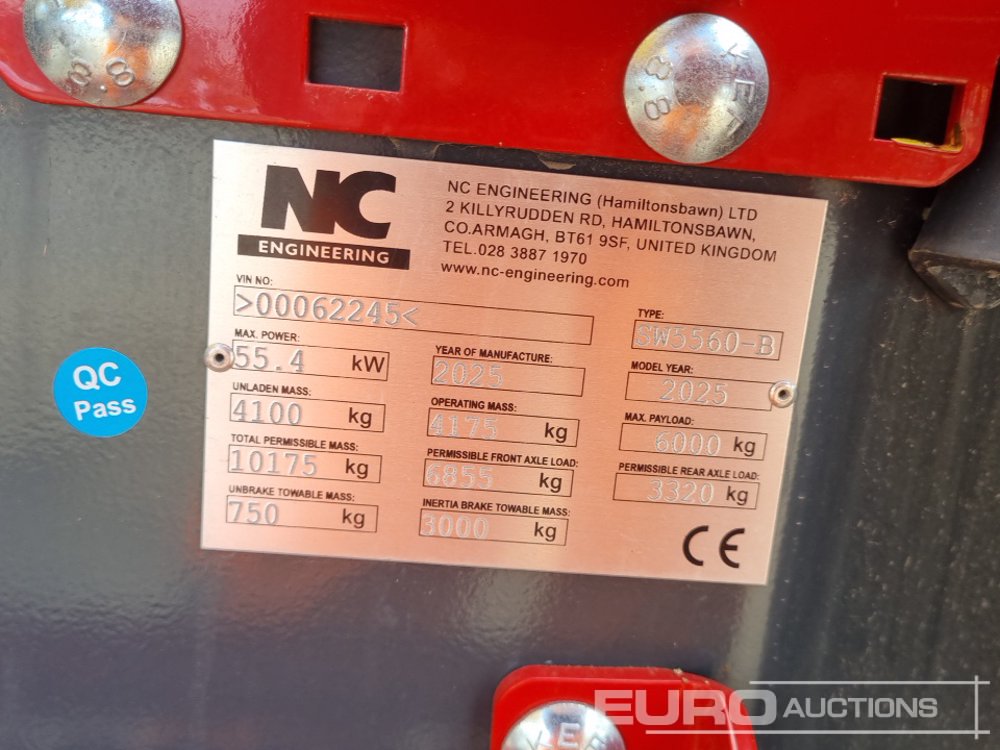 8.8
KET
8.8
NC
ENGINEERING
NC ENGINEERING (Hamiltonsbawn) LTD
2 KILLYRUDDEN RD, HAMILTONSBAWN,
CO.ARMAGH, BT61 9SF, UNITED KINGDOM
TEL.028 3887 1970
www.nc-engineering.com
VIN NO:
>00062245<
TYPE:
SW5560-B
MAX. POWER:
55.4 kW
YEAR OF MANUFACTURE:
2025
MODEL YEAR:
2025
UNLADEN MASS:
4100 kg
OPERATING MASS:
4175 kg
MAX. PAYLOAD:
6000 kg
TOTAL PERMISSIBLE MASS:
10175 kg
PERMISSIBLE FRONT AXLE LOAD:
6855 kg
PERMISSIBLE REAR AXLE LOAD:
3320 kg
UNBRAKE TOWABLE MASS:
750 kg
INERTIA BRAKE TOWABLE MASS:
3000 kg
CE
QC
Pass
KET
EURO AUCTIONS